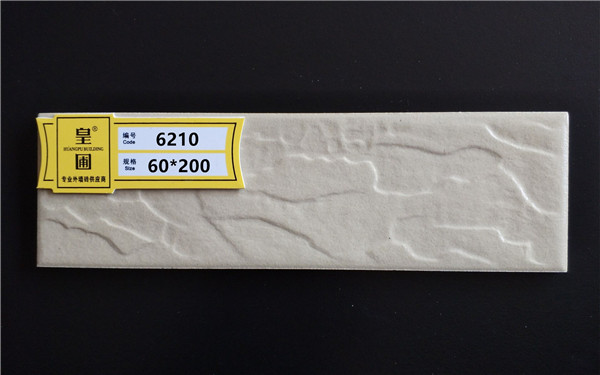 皇®
圃
HUANGPU BUILDING
专业外墙砖供应商
编号
Code
6210
规格
Size
60*200